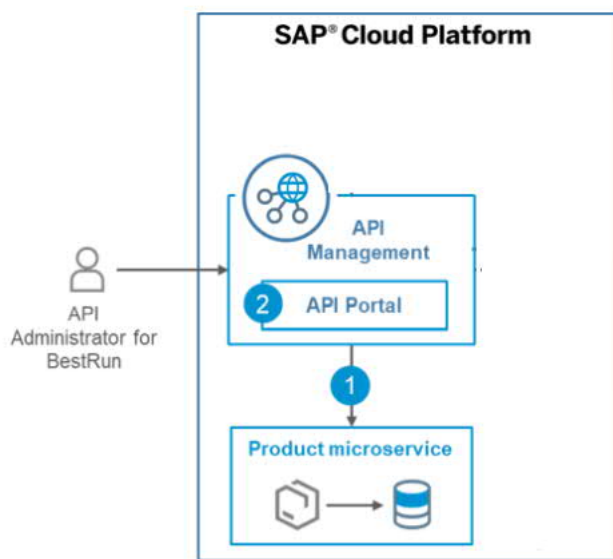 SAP® Cloud Platform
API
Management
2
API Portal
API
Administrator for
BestRun
1
Product microservice